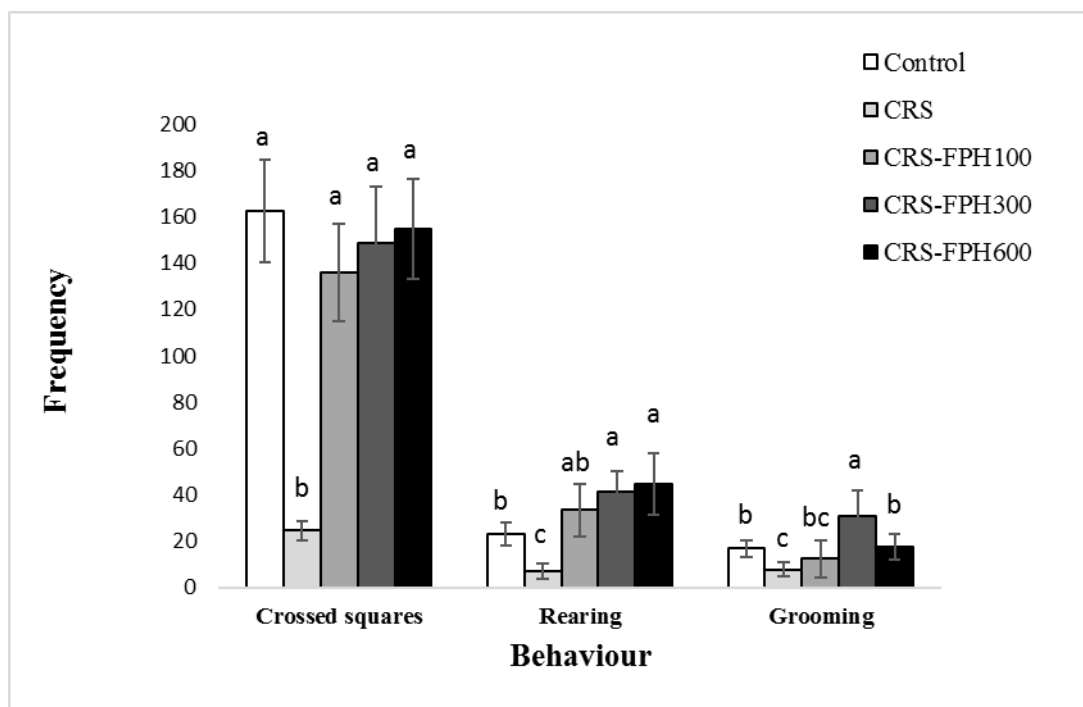 Control
CRS
CRS-FPH100
CRS-FPH300
CRS-FPH600
Frequency
200
180
160
140
120
100
80
60
40
20
0
a
b
a
a
a
b
c
ab
a
a
b
c
bc
a
b
Crossed squares
Rearing
Grooming
Behaviour